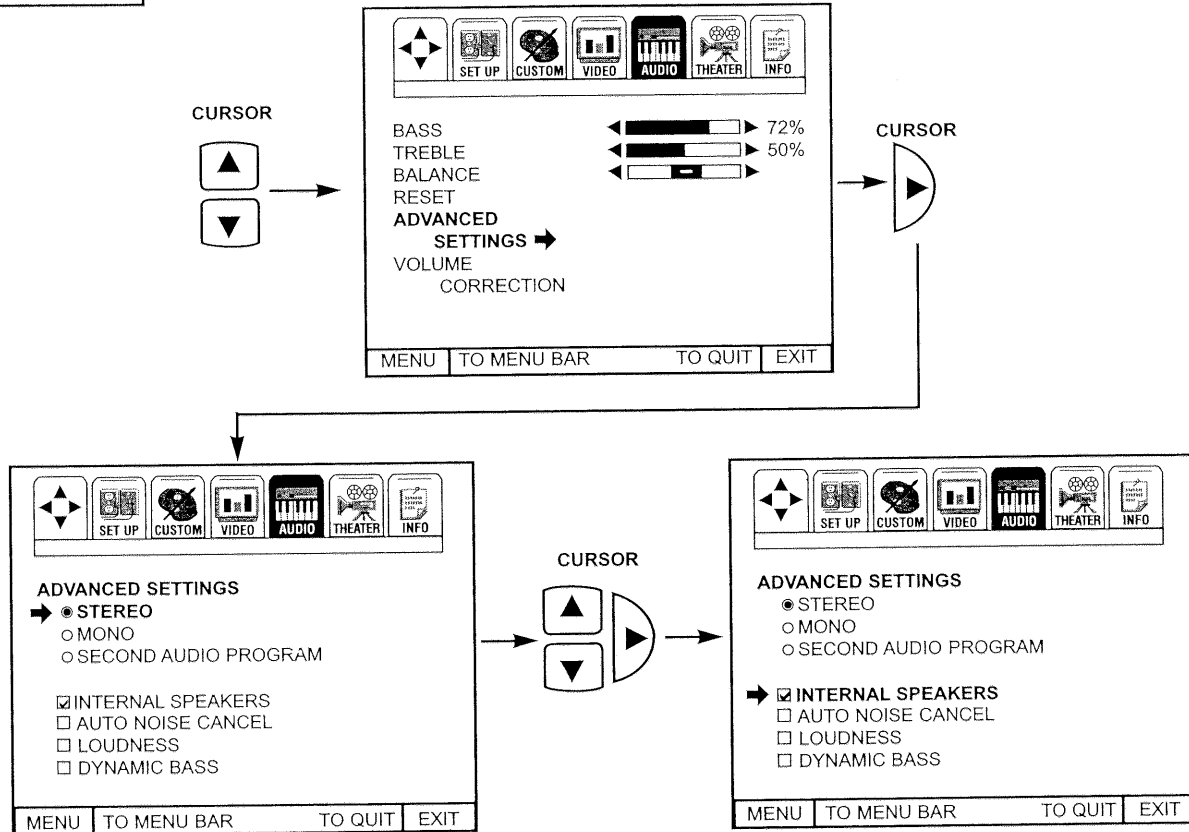 SET UP CUSTOM VIDEO AUDIO THEATER INFO
CURSOR
BASS 72%
TREBLE 50%
BALANCE
RESET
ADVANCED
SETTINGS
VOLUME
CORRECTION
MENU TO MENU BAR TO QUIT EXIT
CURSOR
SET UP CUSTOM VIDEO AUDIO THEATER INFO
ADVANCED SETTINGS
STEREO
MONO
SECOND AUDIO PROGRAM
INTERNAL SPEAKERS
AUTO NOISE CANCEL
LOUDNESS
DYNAMIC BASS
MENU TO MENU BAR TO QUIT EXIT
CURSOR
SET UP CUSTOM VIDEO AUDIO THEATER INFO
ADVANCED SETTINGS
STEREO
MONO
SECOND AUDIO PROGRAM
INTERNAL SPEAKERS
AUTO NOISE CANCEL
LOUDNESS
DYNAMIC BASS
MENU TO MENU BAR TO QUIT EXIT